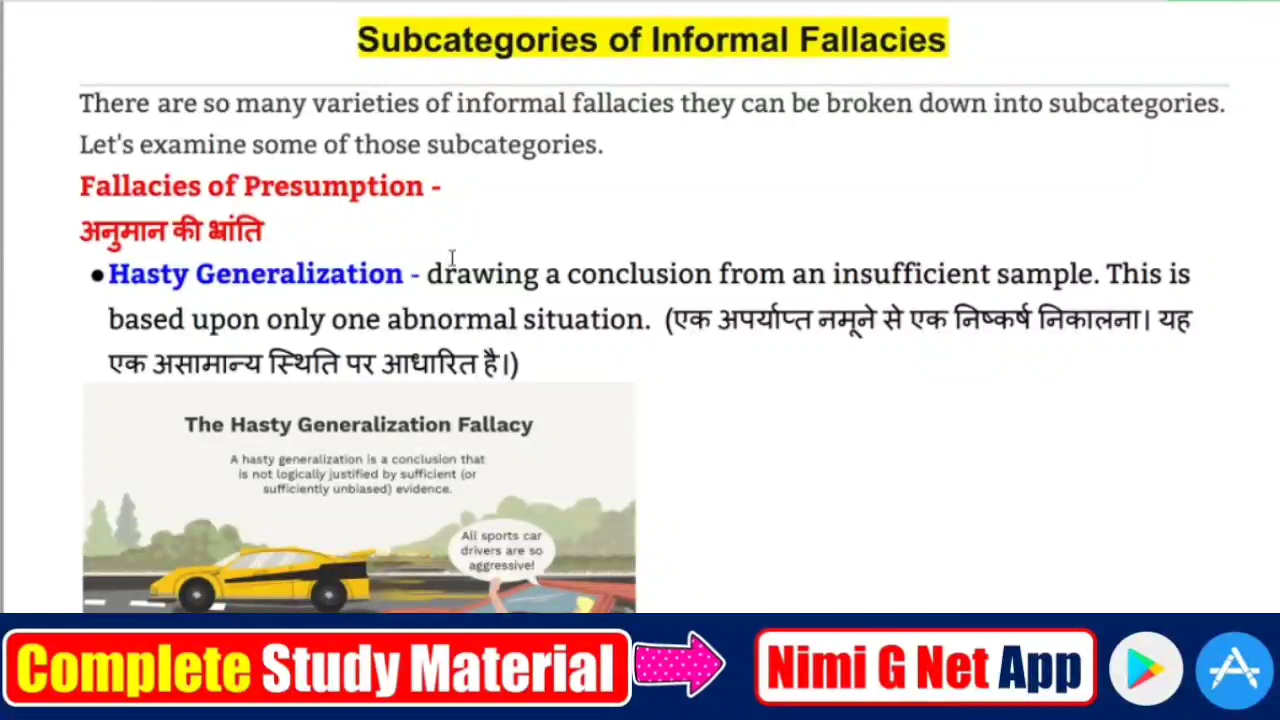 Subcategories of Informal Fallacies
There are so many varieties of informal fallacies they can be broken down into subcategories.
Let's examine some of those subcategories.
Fallacies of Presumption -
अनुमान की भ्रांति
●Hasty Generalization - drawing a conclusion from an insufficient sample. This is
based upon only one abnormal situation. (एक अपर्याप्त नमूने से एक निष्कर्ष निकालना। यह
एक असामान्य स्थिति पर आधारित है।)
The Hasty Generalization Fallacy
A hasty generalization is a conclusion that
is not logically justified by sufficient (or
sufficiently unbiased) evidence.
All sports car
drivers are so
aggressive!
Complete Study Material
Nimi G Net App